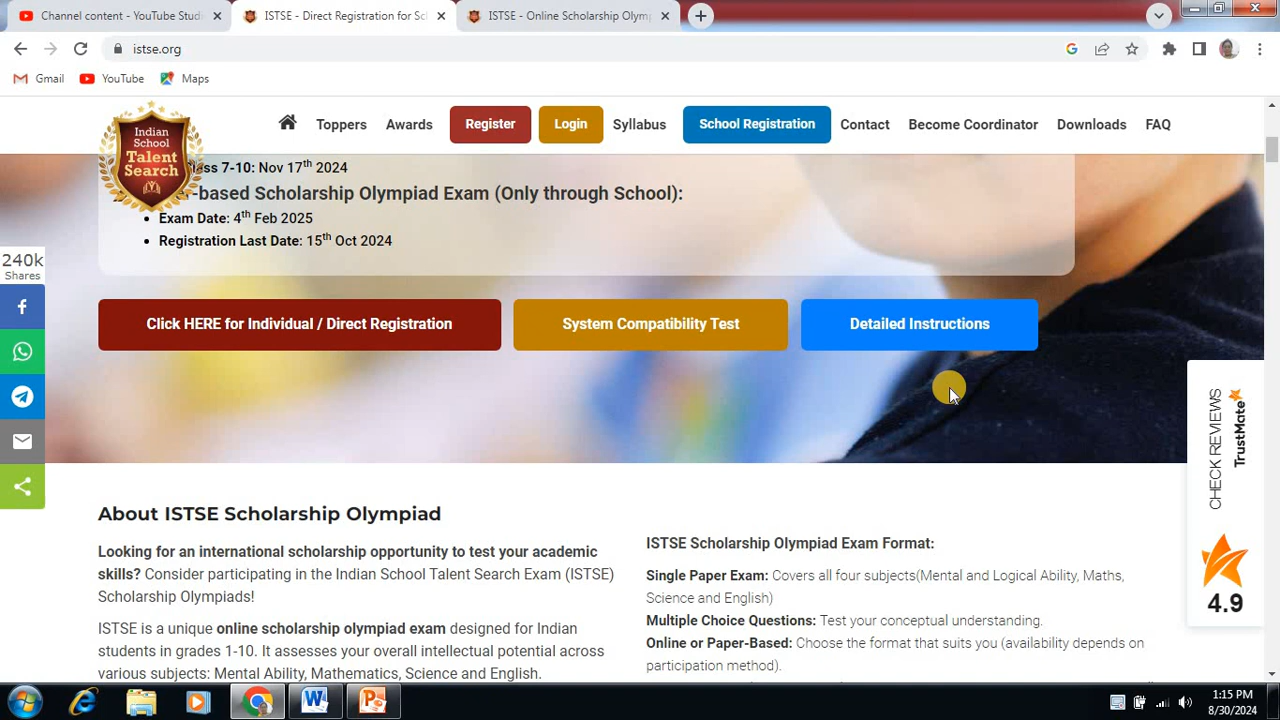 Channel content - YouTube Stud
ISTSE - Direct Registration for Sc
ISTSE - Online Scholarship Olymp
istse.org
Gmail
YouTube
Maps
Indian
School
Talent
Search
Toppers
Awards
Register
Login
Syllabus
School Registration
Contact
Become Coordinator
Downloads
FAQ
7-10: Nov 17th 2024
-based Scholarship Olympiad Exam (Only through School):
Exam Date: 4th Feb 2025
Registration Last Date: 15th Oct 2024
240k
Shares
Click HERE for Individual / Direct Registration
System Compatibility Test
Detailed Instructions
CHECK REVIEWS
TrustMate
4.9
About ISTSE Scholarship Olympiad
Looking for an international scholarship opportunity to test your academic
skills? Consider participating in the Indian School Talent Search Exam (ISTSE)
Scholarship Olympiads!
ISTSE is a unique online scholarship olympiad exam designed for Indian
students in grades 1-10. It assesses your overall intellectual potential across
various subjects: Mental Ability, Mathematics, Science and English.
ISTSE Scholarship Olympiad Exam Format:
Single Paper Exam: Covers all four subjects(Mental and Logical Ability, Maths,
Science and English)
Multiple Choice Questions: Test your conceptual understanding.
Online or Paper-Based: Choose the format that suits you (availability depends on
participation method).
1:15 PM
8/30/2024